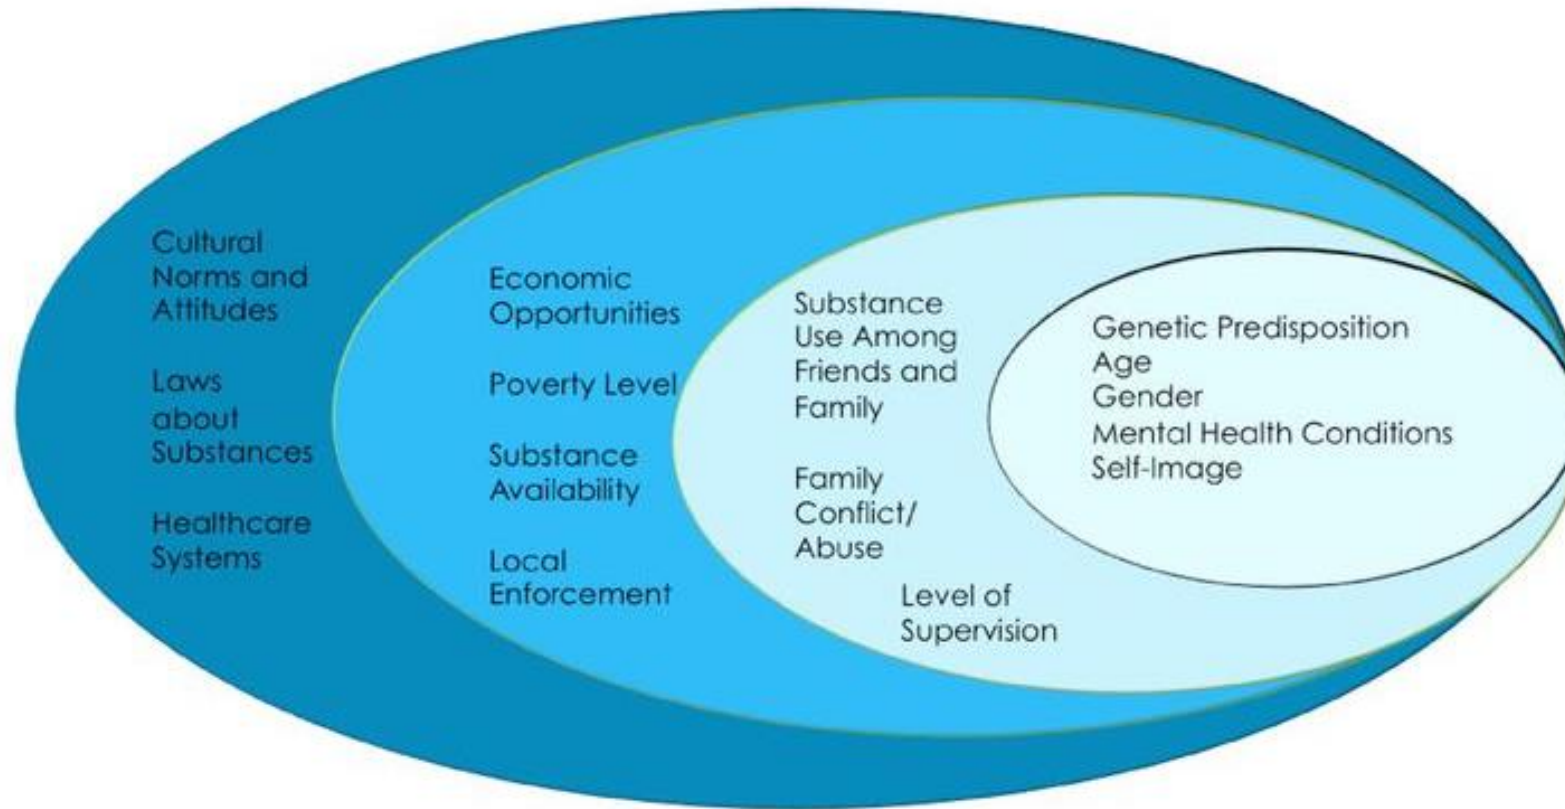 Cultural
Norms and
Attitudes
Laws
about
Substances
Healthcare
Systems
Economic
Opportunities
Poverty Level
Substance
Availability
Local
Enforcement
Substance
Use Among
Friends and
Family
Family
Conflict/
Abuse
Level of
Supervision
Genetic Predisposition
Age
Gender
Mental Health Conditions
Self-Image